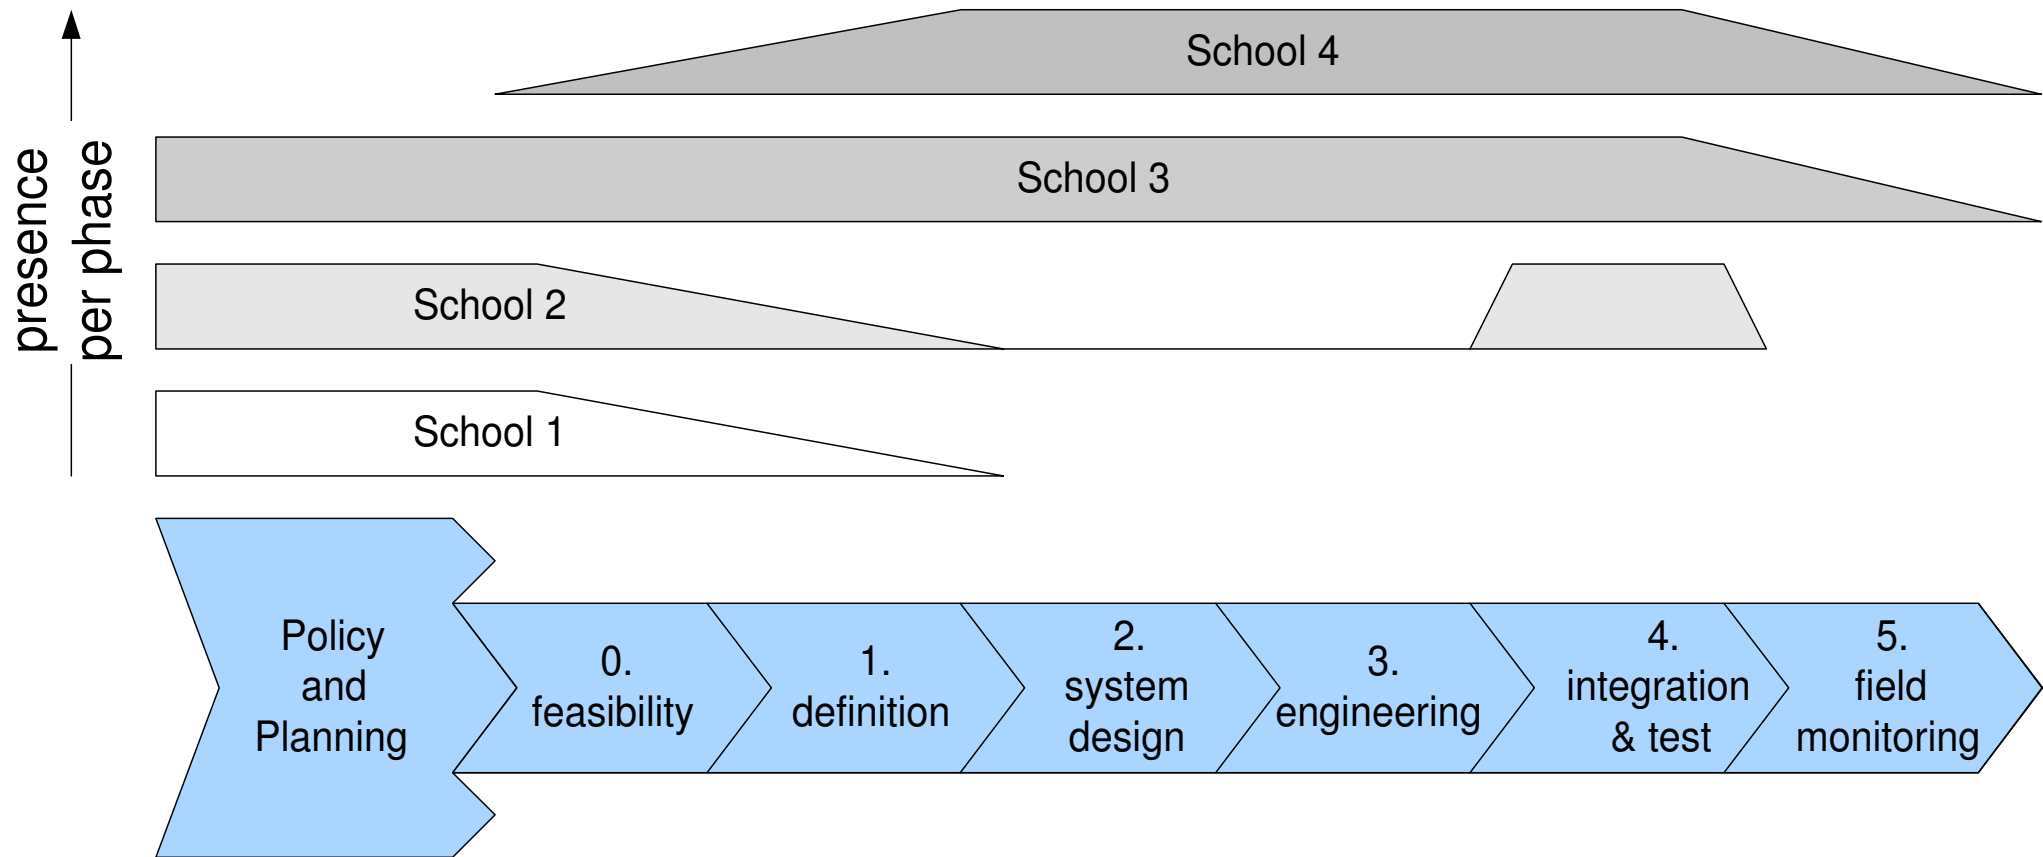 School 4
School 3
School 2
School 1
presence
per phase
Policy
and
Planning
0.
feasibility
1.
definition
2.
system
design
3.
engineering
4.
integration
& test
5.
field
monitoring